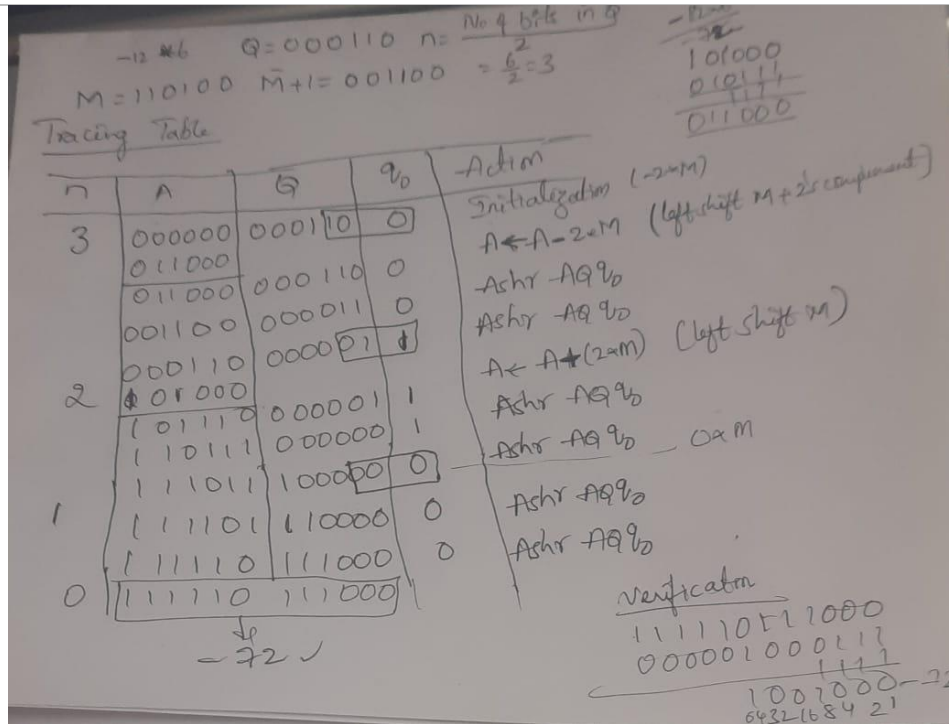 -12 * 6 Q = 000110 n = No of bits in Q / 2
M = 110100 M̄+1 = 001100 = 6/2 = 3
101000
010111
1111
011000
Tracing Table
n A Q q0 Action
3 000000 000110 0 Initialization (-2*M)
011000 A ← A-2*M (left shift M + 2's complement)
011000 000110 0 Ashr AQq0
001100 000011 0 Ashr AQq0
2 000110 000001 1 A ← A+(2*M) (left shift M)
101000
101110 000001 1 Ashr AQq0
110111 000000 1 Ashr AQq0
1 111011 100000 0 0*M
111101 110000 0 Ashr AQq0
111110 111000 0 Ashr AQq0
0 111110 111000
-72 ✓
Verification
111110111000
000001000111
1111
1001000 -72
64 32 16 8 4 2 1